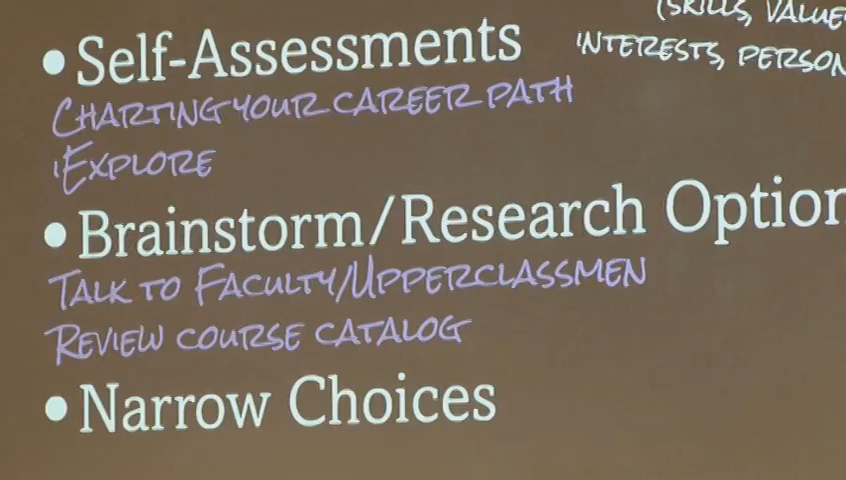 (SKILLS, VALUE
INTERESTS, PERSON
• Self-Assessments
CHARTING YOUR CAREER PATH
iEXPLORE
• Brainstorm/Research Option
TALK TO FACULTY/UPPERCLASSMEN
REVIEW COURSE CATALOG
• Narrow Choices